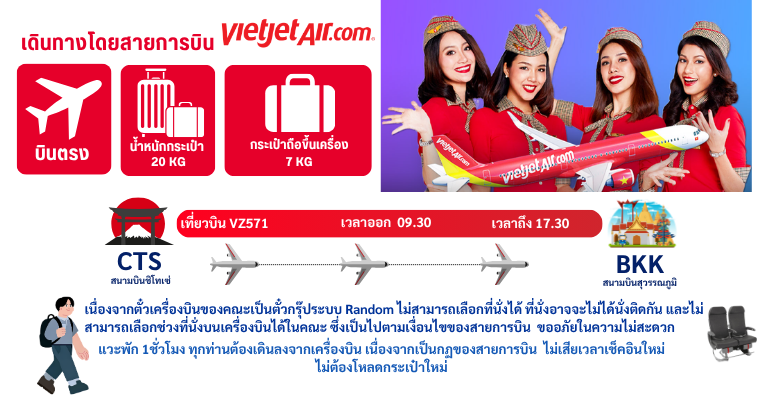 เดินทางโดยสายการบิน vietjetAir.com
บินตรง
น้ำหนักกระเป๋า
20 KG
กระเป๋าถือขึ้นเครื่อง
7 KG
vietjetAir.com
vietjetAir.com
เที่ยวบิน VZ571 เวลาออก 09.30 เวลาถึง 17.30
CTS
สนามบินชิโทเซ่
BKK
สนามบินสุวรรณภูมิ
เนื่องจากตั๋วเครื่องบินของคณะเป็นตั๋วกรุ๊ประบบ Random ไม่สามารถเลือกที่นั่งได้ ที่นั่งอาจจะไม่ได้นั่งติดกัน และไม่
สามารถเลือกช่วงที่นั่งบนเครื่องบินได้ในคณะ ซึ่งเป็นไปตามเงื่อนไขของสายการบิน ขออภัยในความไม่สะดวก
แวะพัก 1ชั่วโมง ทุกท่านต้องเดินลงจากเครื่องบิน เนื่องจากเป็นกฎของสายการบิน ไม่เสียเวลาเช็คอินใหม่
ไม่ต้องโหลดกระเป๋าใหม่